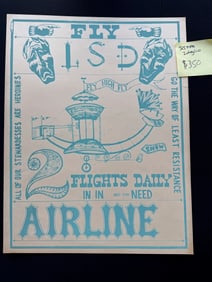 FLY
LSD
FLY HIGH FLY
2 FLIGHTS DAILY
IN IN NEED
AIRLINE
"ALL OF OUR STEWARDESSES ARE HEROINES"
GO THE WAY OF LEAST RESISTANCE
$350